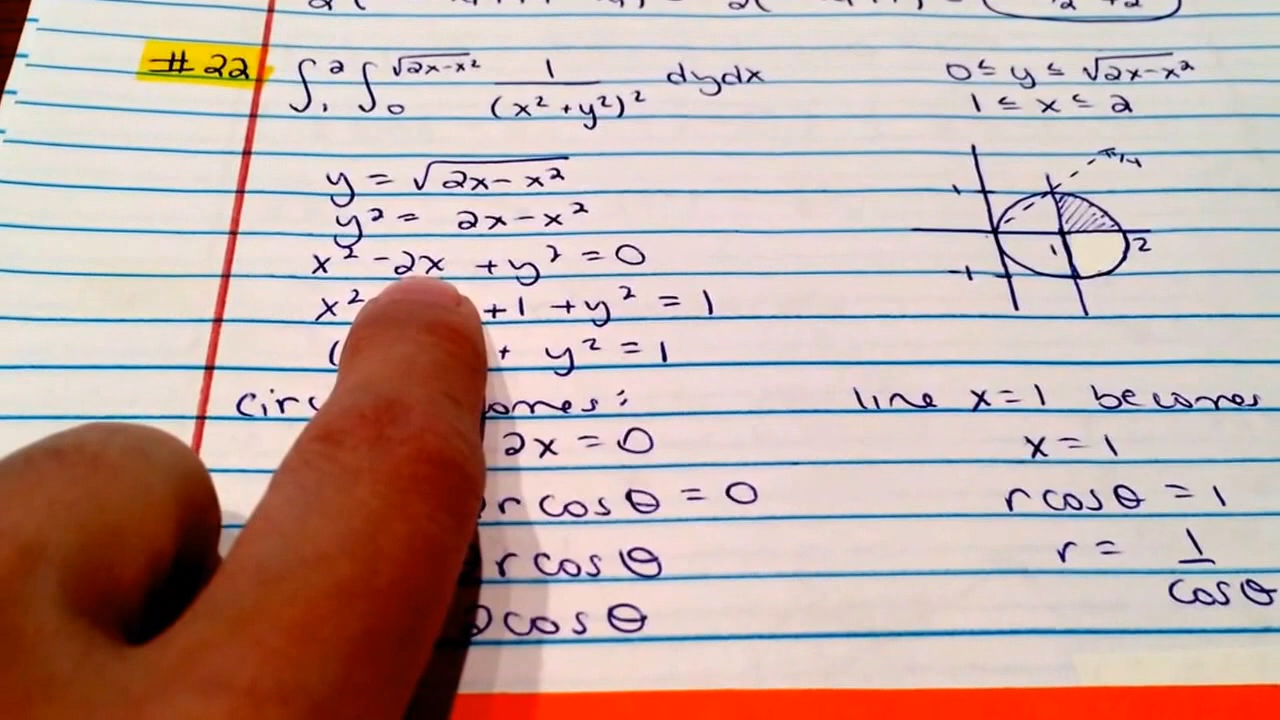 #22 ∫₁² ∫₀^√(2x-x²) 1/(x²+y²)² dydx
0 ≤ y ≤ √(2x-x²)
1 ≤ x ≤ 2
y = √(2x-x²)
y² = 2x-x²
x² -2x +y² = 0
x² +1 +y² = 1
( + y² = 1
π/4
1
-1
1
2
2x = 0
r cos θ = 0
r cos θ
2 cos θ
line x=1 becomes
x=1
r cos θ = 1
r = 1/cos θ